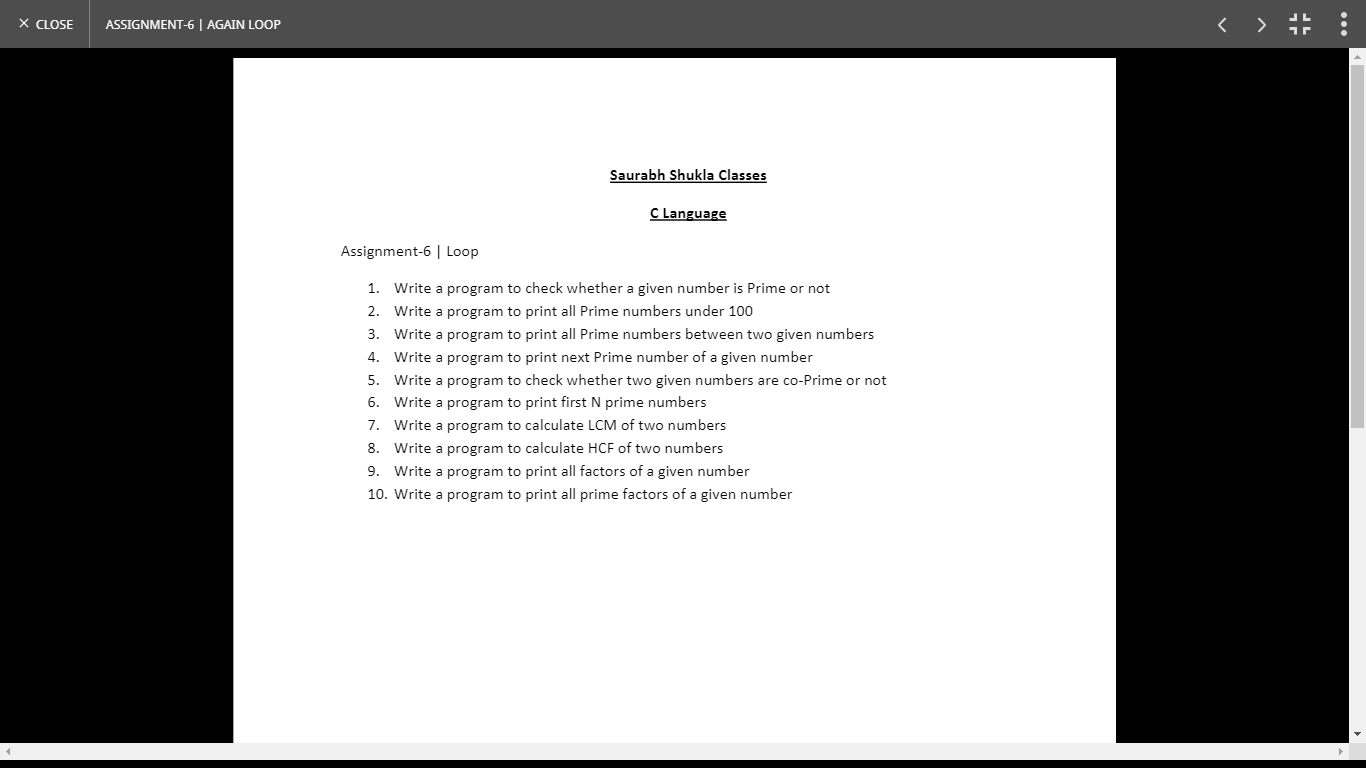 × CLOSE
ASSIGNMENT-6 | AGAIN LOOP
Saurabh Shukla Classes
C Language
Assignment-6 | Loop
1. Write a program to check whether a given number is Prime or not
2. Write a program to print all Prime numbers under 100
3. Write a program to print all Prime numbers between two given numbers
4. Write a program to print next Prime number of a given number
5. Write a program to check whether two given numbers are co-Prime or not
6. Write a program to print first N prime numbers
7. Write a program to calculate LCM of two numbers
8. Write a program to calculate HCF of two numbers
9. Write a program to print all factors of a given number
10. Write a program to print all prime factors of a given number